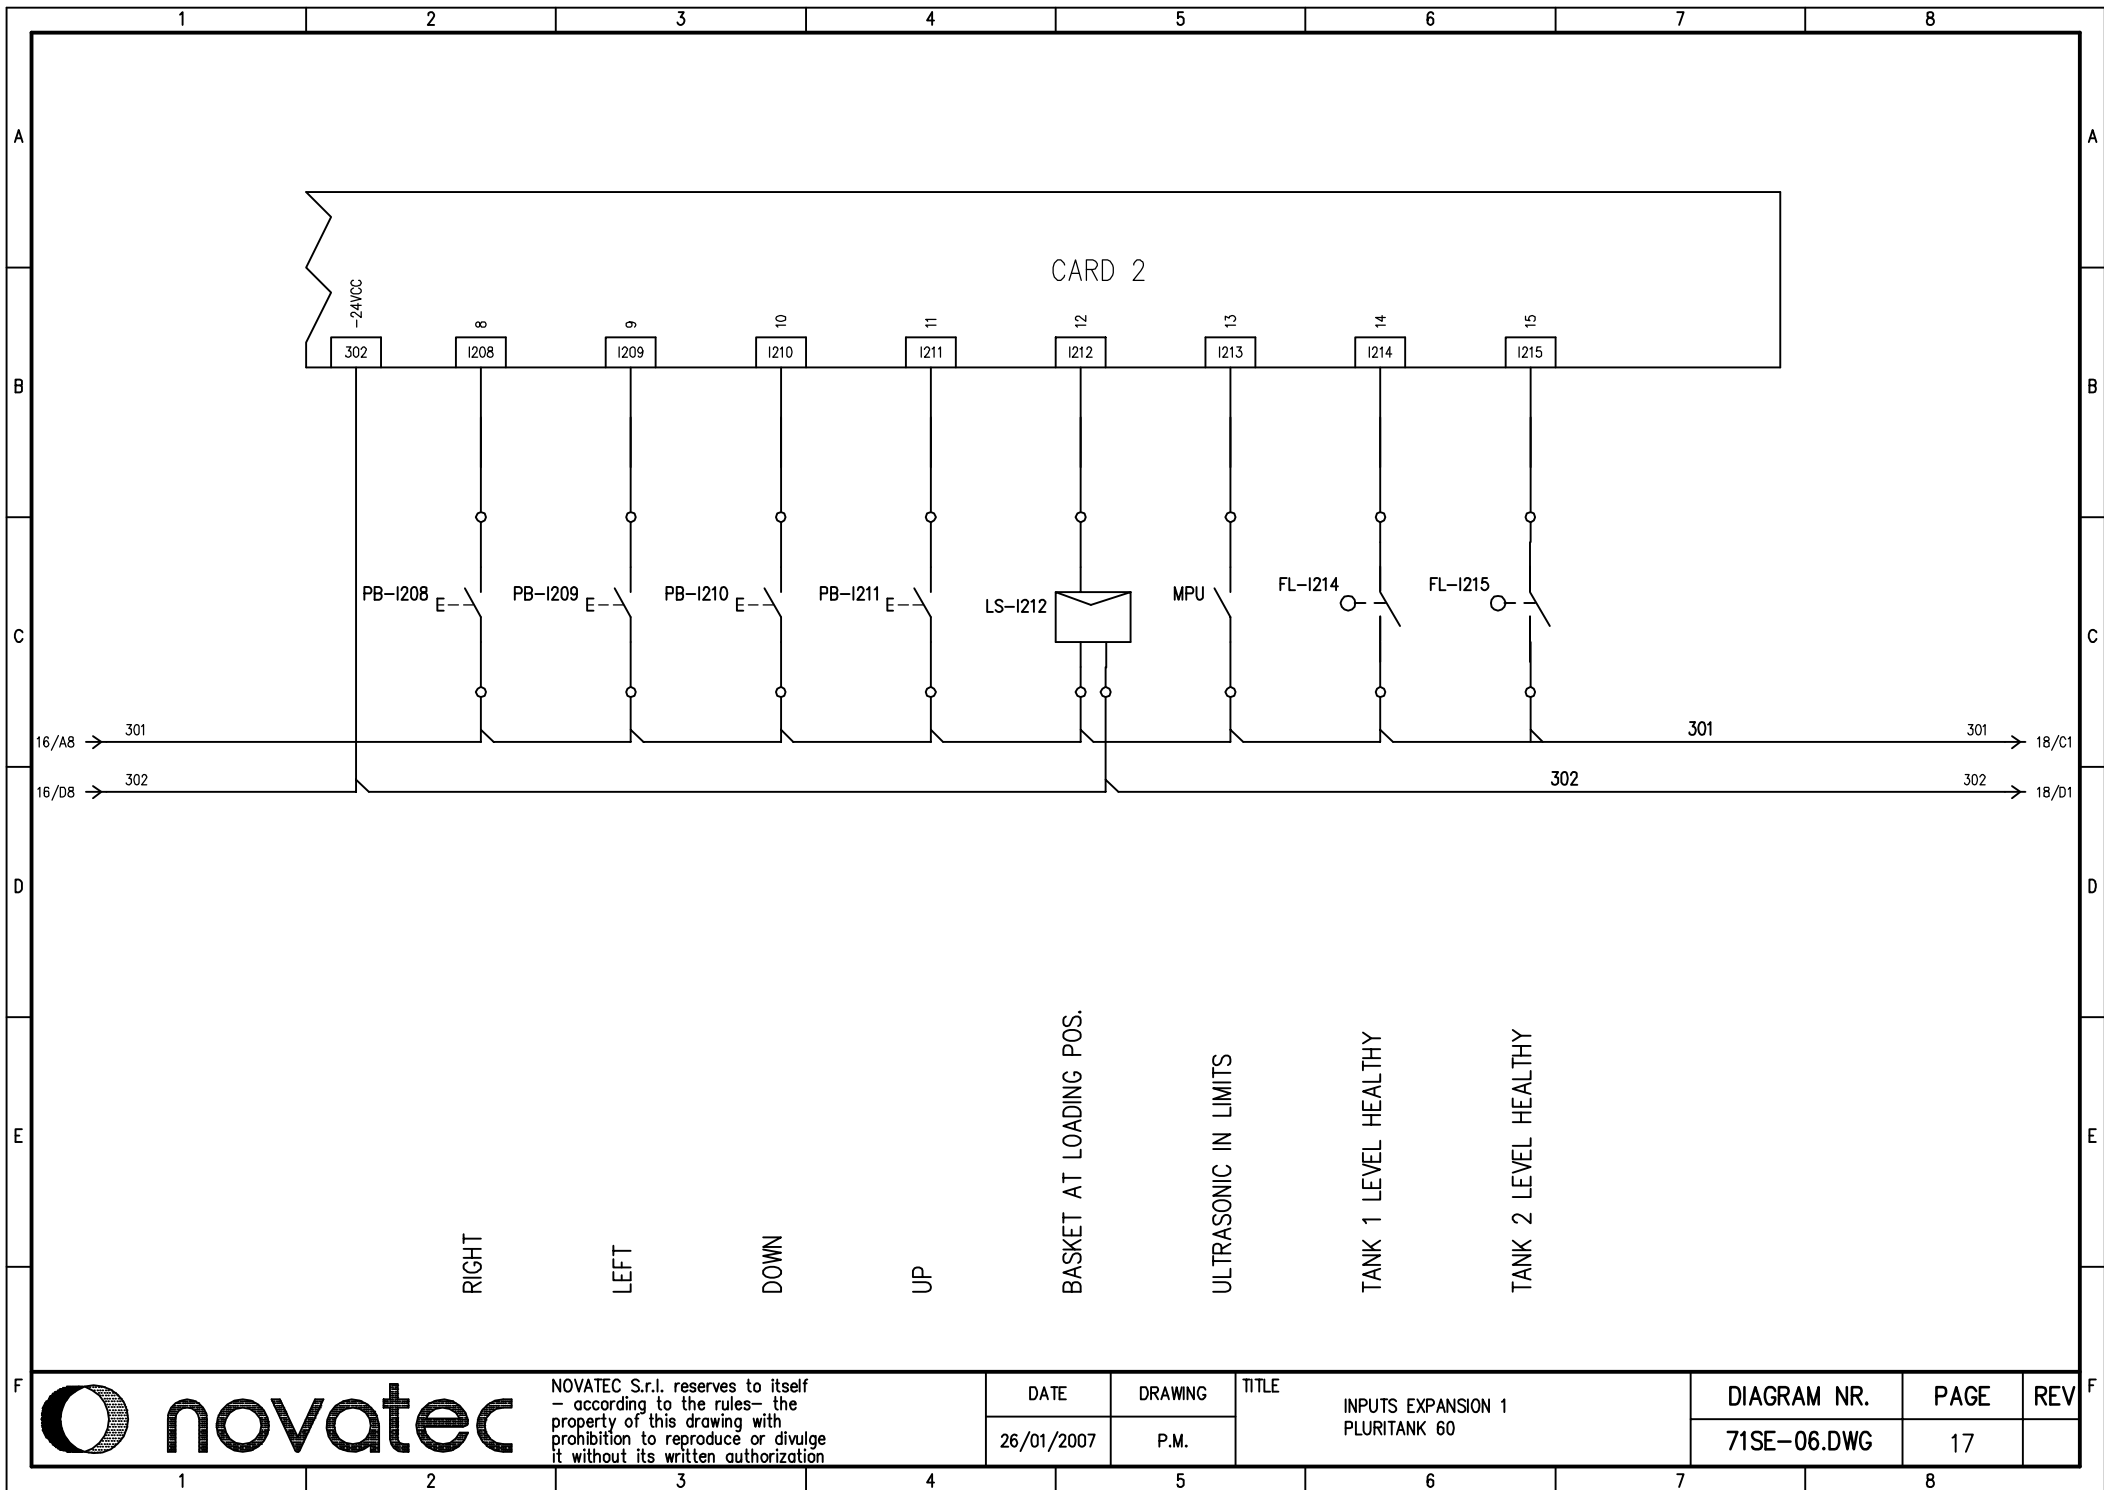 1 2 3 4 5 6 7 8
A A
CARD 2
-24VCC 8 9 10 11 12 13 14 15
302 I208 I209 I210 I211 I212 I213 I214 I215
B B
PB-I208 E PB-I209 E PB-I210 E PB-I211 E LS-I212 MPU FL-I214 FL-I215
C C
16/A8 301 301 301 18/C1
16/D8 302 302 302 18/D1
D D
RIGHT
LEFT
DOWN
UP
BASKET AT LOADING POS.
ULTRASONIC IN LIMITS
TANK 1 LEVEL HEALTHY
TANK 2 LEVEL HEALTHY
E E
F F
novatec
NOVATEC S.r.l. reserves to itself
- according to the rules- the
property of this drawing with
prohibition to reproduce or divulge
it without its written authorization
DATE
26/01/2007
DRAWING
P.M.
TITLE
INPUTS EXPANSION 1
PLURITANK 60
DIAGRAM NR.
71SE-06.DWG
PAGE
17
REV
1 2 3 4 5 6 7 8